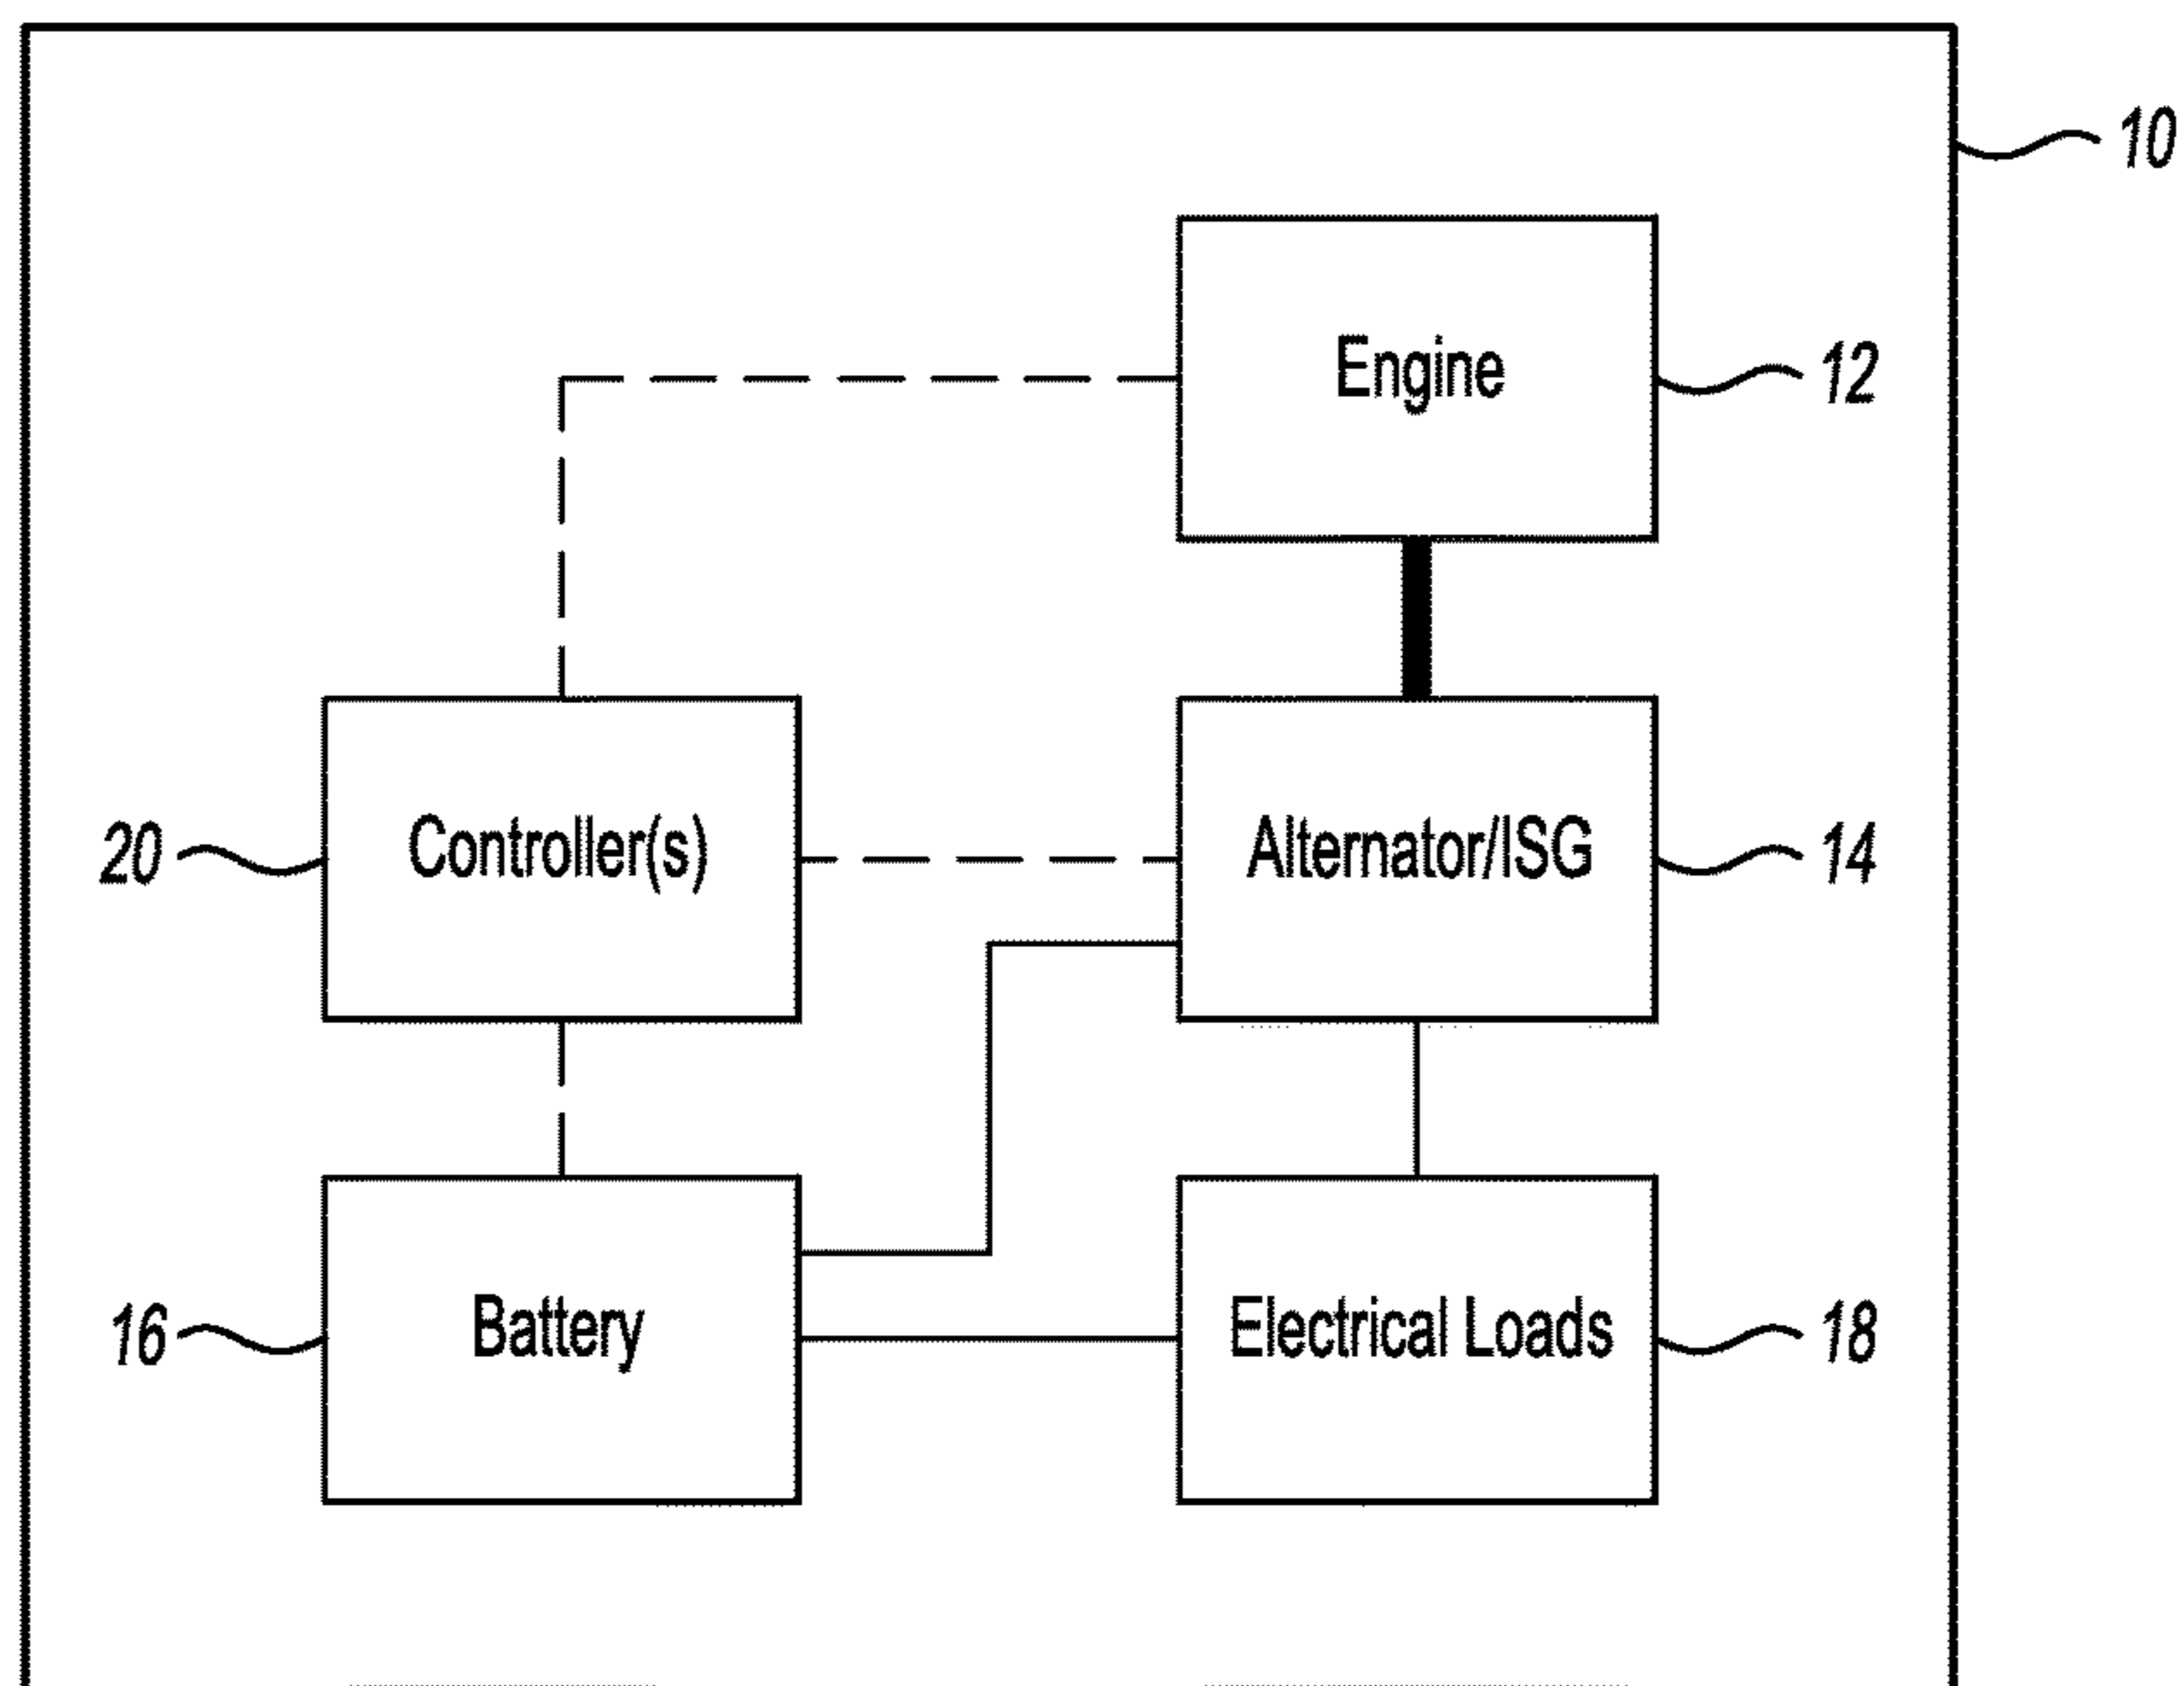 10
Engine
12
Controller(s)
20
Alternator/ISG
14
Battery
16
Electrical Loads
18